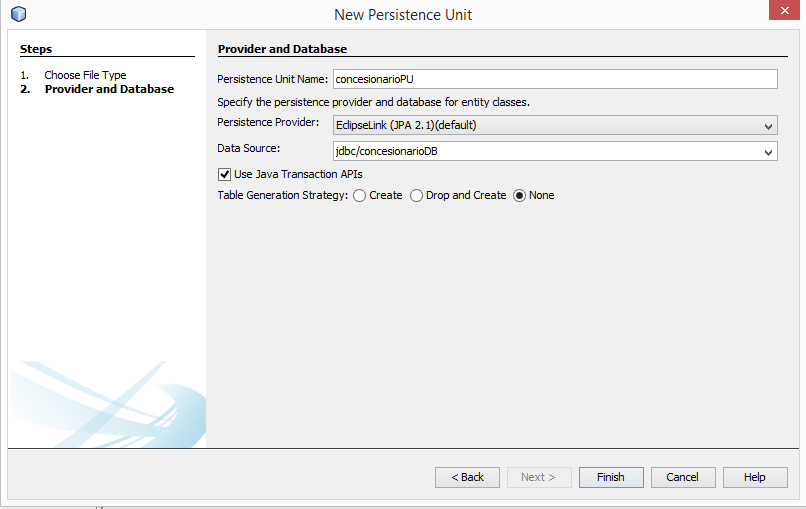 New Persistence Unit
Steps
1. Choose File Type
2. Provider and Database
Provider and Database
Persistence Unit Name: concesionarioPU
Specify the persistence provider and database for entity classes.
Persistence Provider: EclipseLink (JPA 2.1)(default)
Data Source: jdbc/concesionarioDB
Use Java Transaction APIs
Table Generation Strategy: Create Drop and Create None
< Back Next > Finish Cancel Help